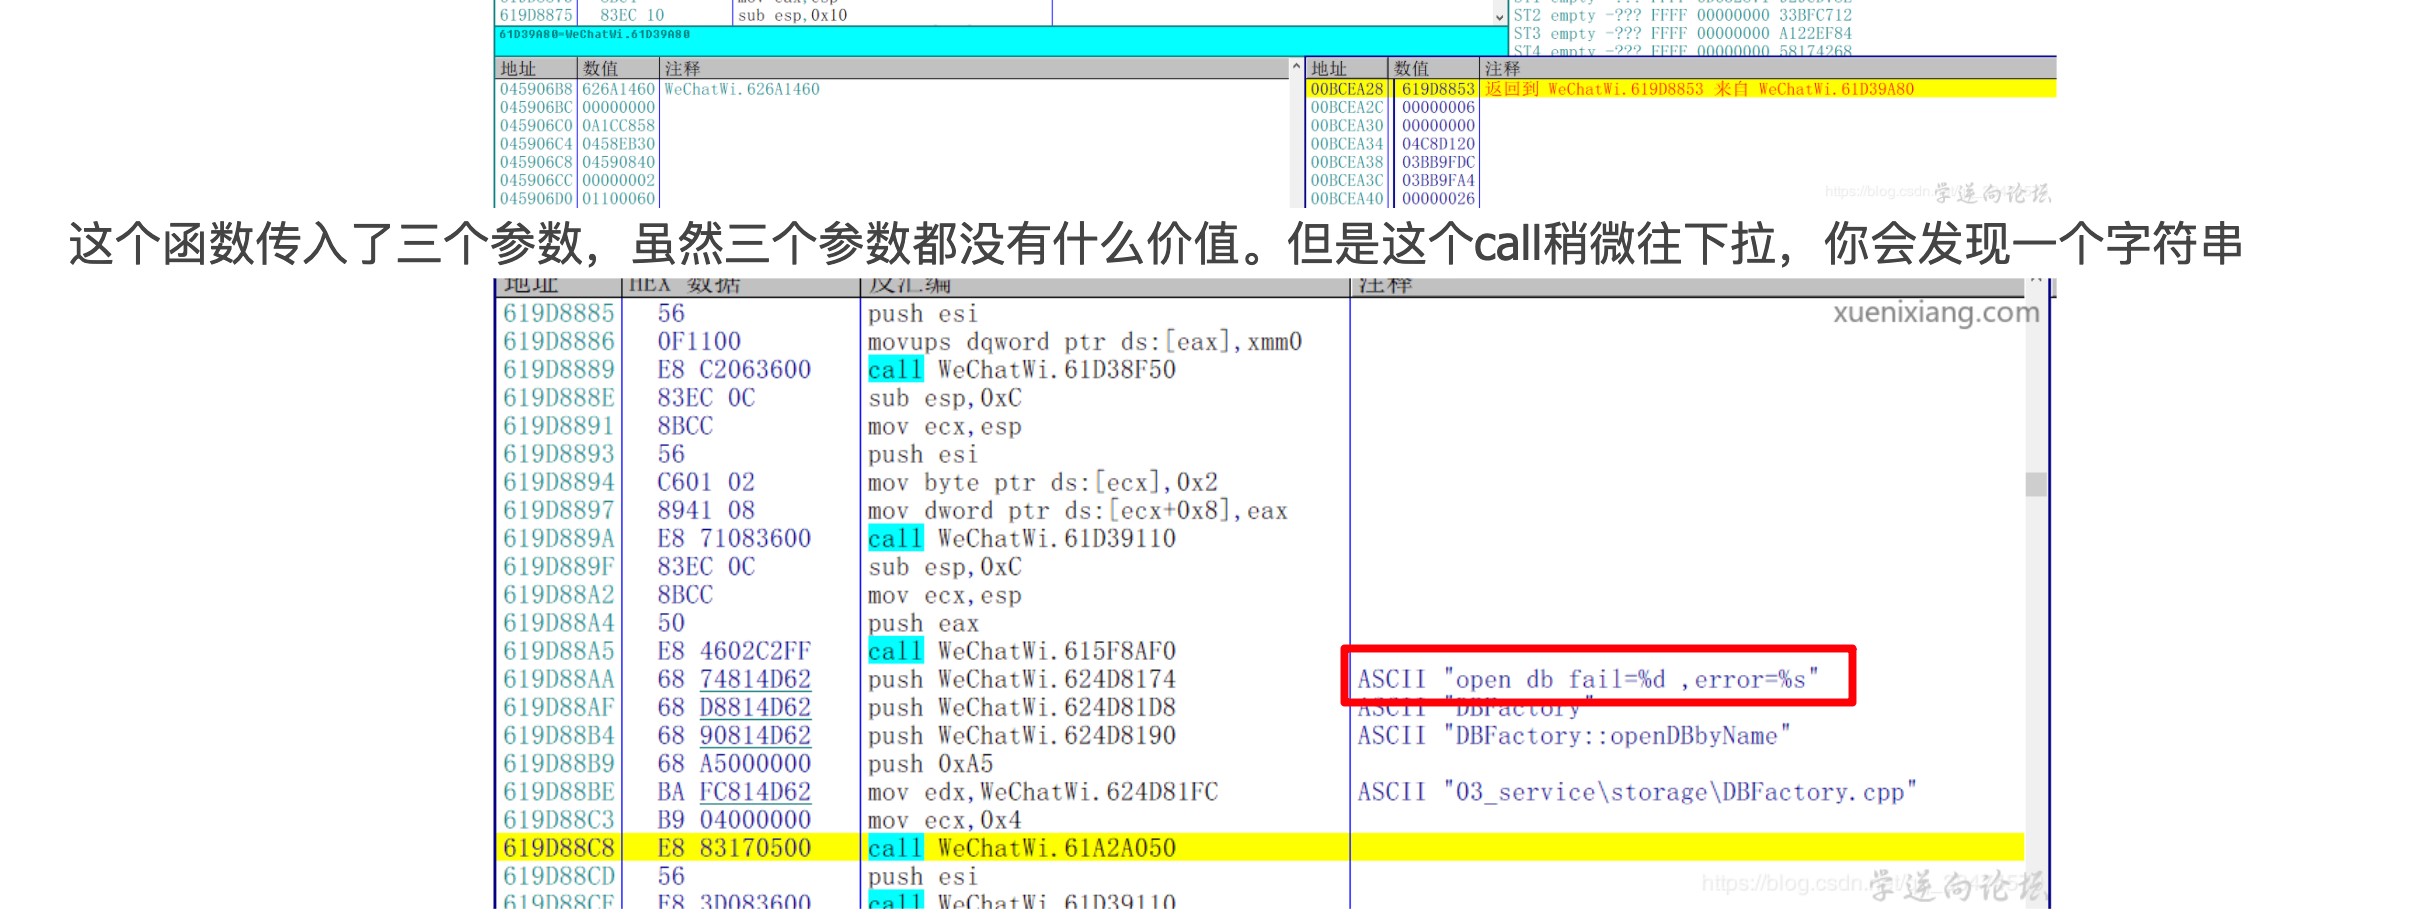 619D8875 83EC 10 sub esp,0x10
ST2 empty -??? FFFF 00000000 33BFC712
61D39A80=WeChatWi.61D39A80
ST3 empty -??? FFFF 00000000 A122EF84
ST4 empty -??? FFFF 00000000 58174268
地址 数值 注释
045906B8 626A1460 WeChatWi.626A1460
045906BC 00000000
045906C0 0A1CC858
045906C4 0458EB30
045906C8 04590840
045906CC 00000002
045906D0 01100060
地址 数值 注释
00BCEA28 619D8853 返回到 WeChatWi.619D8853 来自 WeChatWi.61D39A80
00BCEA2C 00000006
00BCEA30 00000000
00BCEA34 04C8D120
00BCEA38 03BB9FDC
00BCEA3C 03BB9FA4
00BCEA40 00000026
学逆向论坛
这个函数传入了三个参数，虽然三个参数都没有什么价值。但是这个call稍微往下拉，你会发现一个字符串
地址 HEX 数据 反汇编 注释
xuenixiang.com
619D8885 56 push esi
619D8886 0F1100 movups dqword ptr ds:[eax],xmm0
619D8889 E8 C2063600 call WeChatWi.61D38F50
619D888E 83EC 0C sub esp,0xC
619D8891 8BCC mov ecx,esp
619D8893 56 push esi
619D8894 C601 02 mov byte ptr ds:[ecx],0x2
619D8897 8941 08 mov dword ptr ds:[ecx+0x8],eax
619D889A E8 71083600 call WeChatWi.61D39110
619D889F 83EC 0C sub esp,0xC
619D88A2 8BCC mov ecx,esp
619D88A4 50 push eax
619D88A5 E8 4602C2FF call WeChatWi.615F8AF0
619D88AA 68 74814D62 push WeChatWi.624D8174 ASCII "open db fail=%d ,error=%s"
619D88AF 68 D8814D62 push WeChatWi.624D81D8 ASCII "DBFactory"
619D88B4 68 90814D62 push WeChatWi.624D8190 ASCII "DBFactory::openDBbyName"
619D88B9 68 A5000000 push 0xA5
619D88BE BA FC814D62 mov edx,WeChatWi.624D81FC ASCII "03_service\storage\DBFactory.cpp"
619D88C3 B9 04000000 mov ecx,0x4
619D88C8 E8 83170500 call WeChatWi.61A2A050
619D88CD 56 push esi
619D88CE E8 3D083600 call WeChatWi.61D39110
学逆向论坛